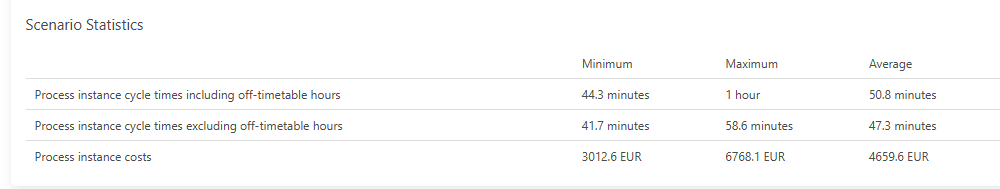 Scenario Statistics
Minimum Maximum Average
Process instance cycle times including off-timetable hours 44.3 minutes 1 hour 50.8 minutes
Process instance cycle times excluding off-timetable hours 41.7 minutes 58.6 minutes 47.3 minutes
Process instance costs 3012.6 EUR 6768.1 EUR 4659.6 EUR